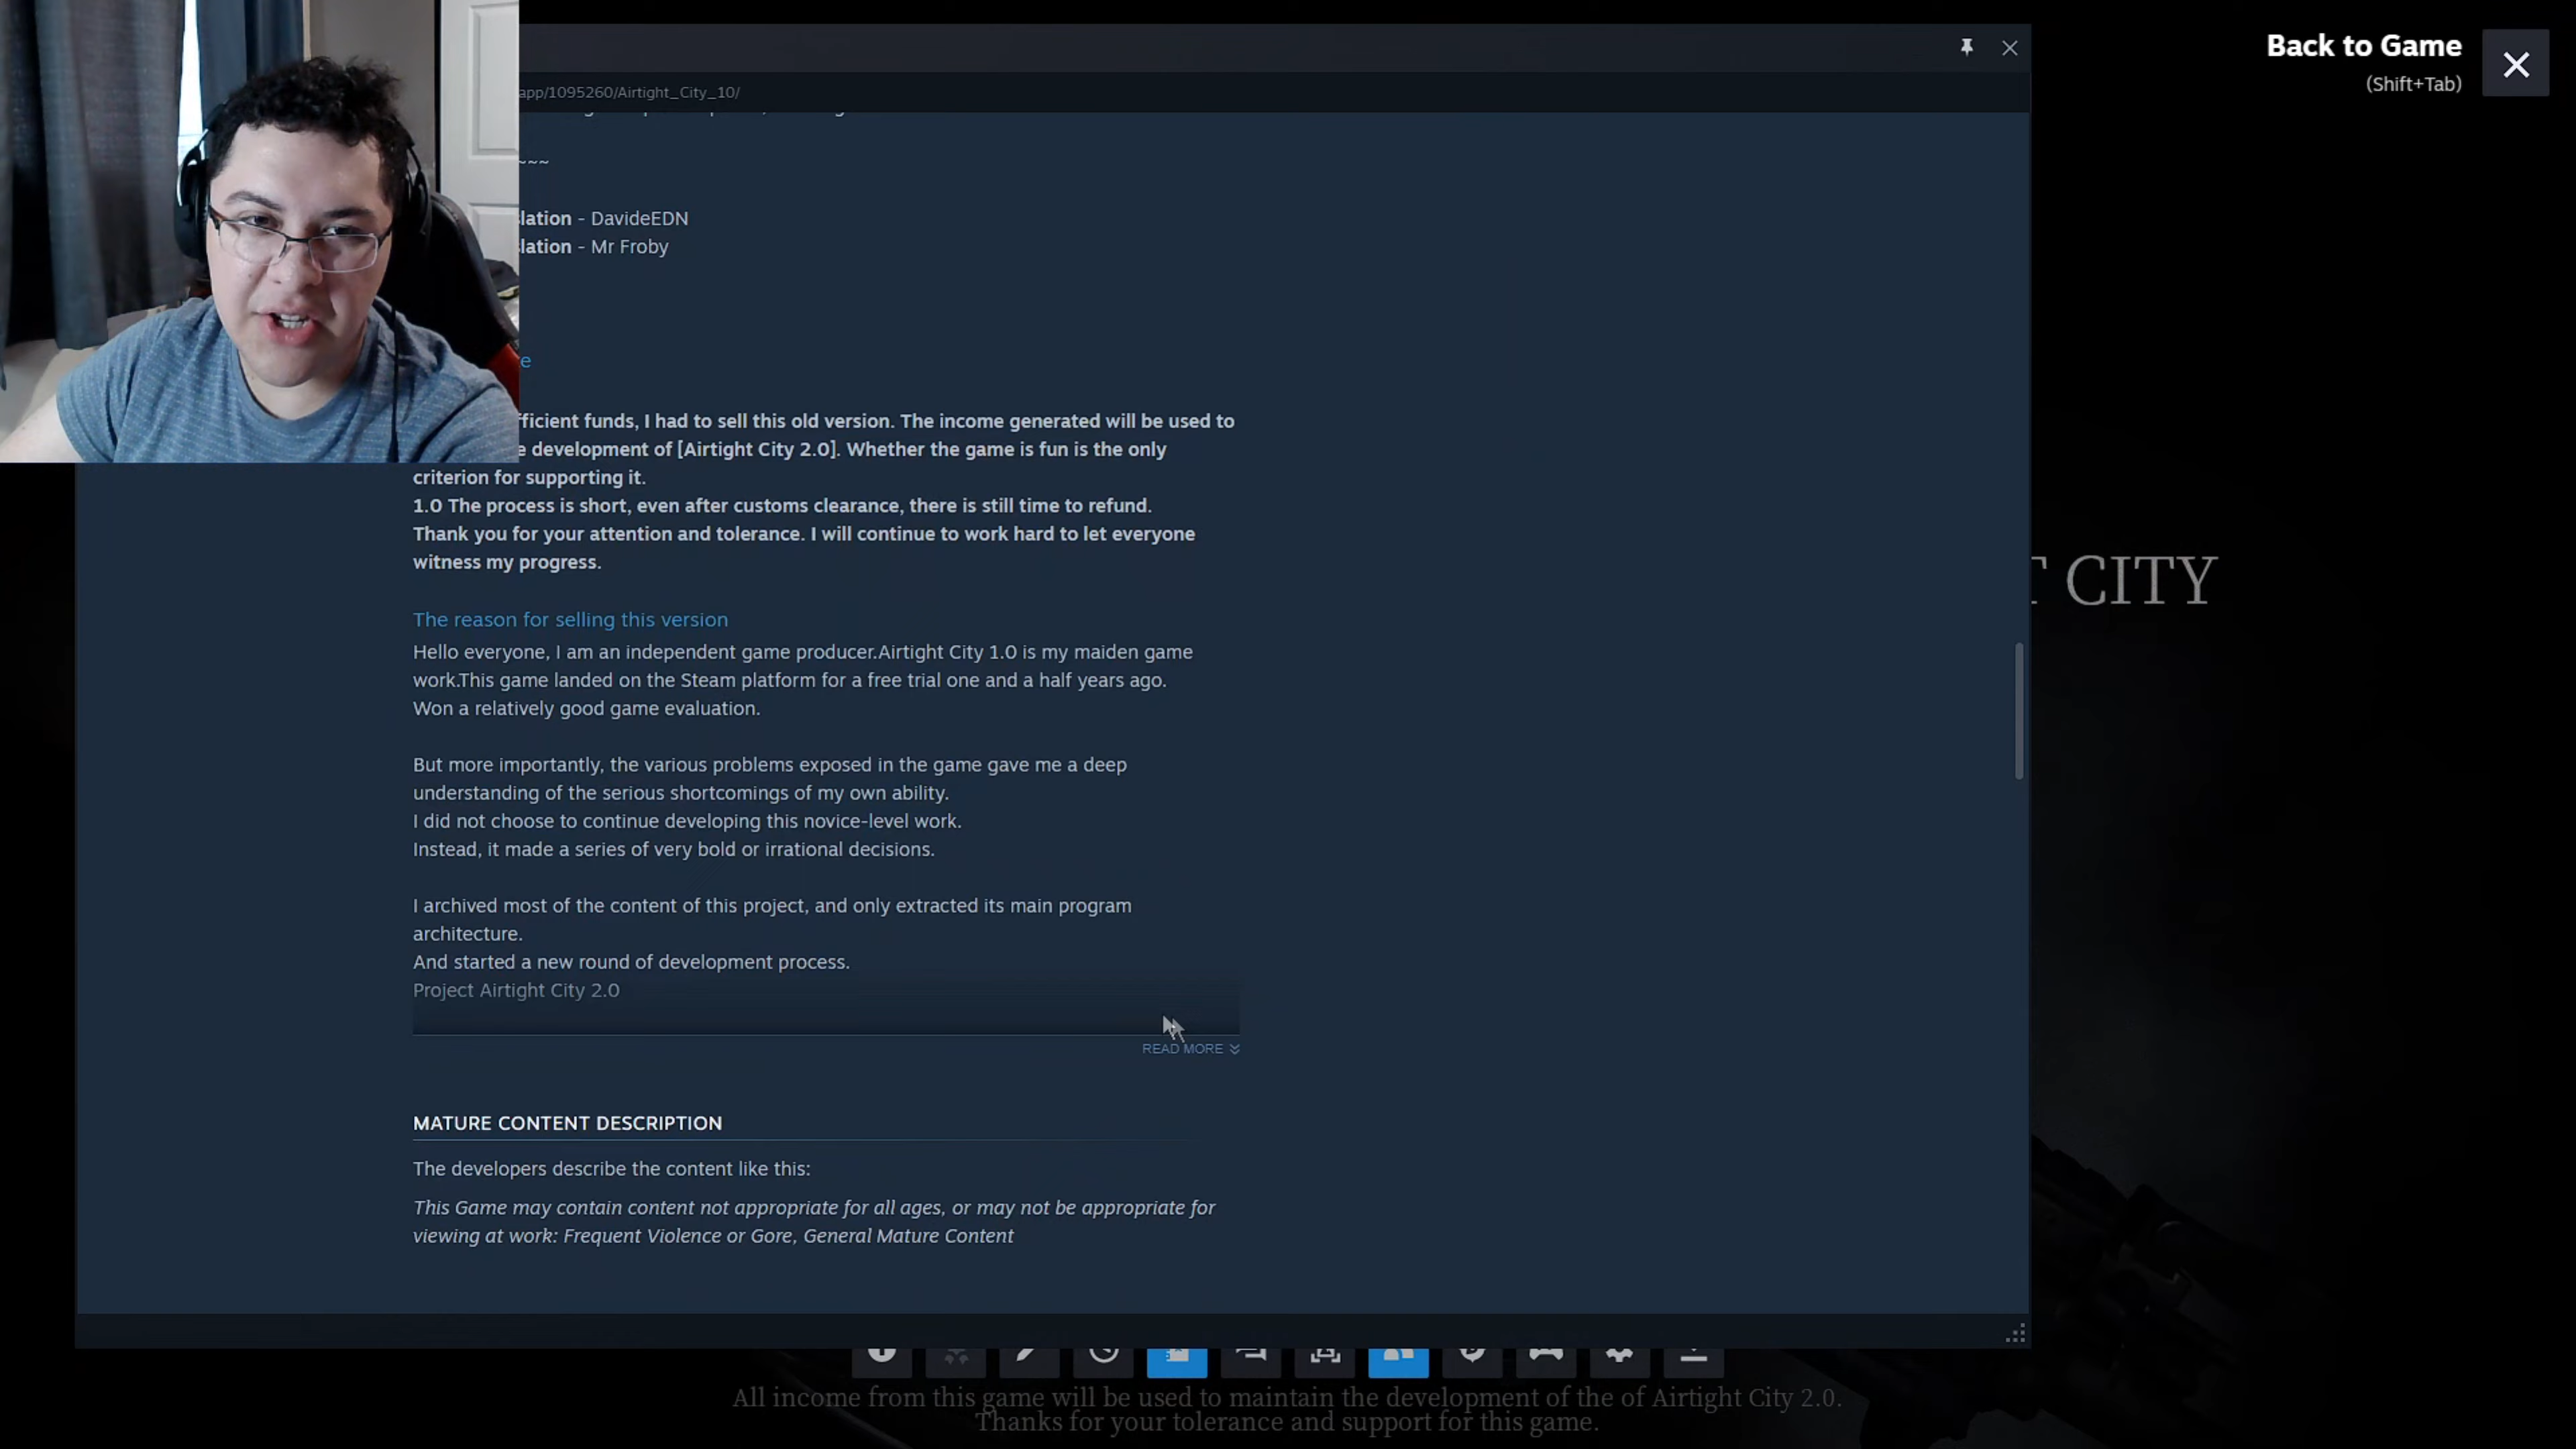 Back to Game
(Shift+Tab)
app/1095260/Airtight_City_10/
~~~
lation - DavideEDN
lation - Mr Froby
e
fficient funds, I had to sell this old version. The income generated will be used to
e development of [Airtight City 2.0]. Whether the game is fun is the only
criterion for supporting it.
1.0 The process is short, even after customs clearance, there is still time to refund.
Thank you for your attention and tolerance. I will continue to work hard to let everyone
witness my progress.
The reason for selling this version
Hello everyone, I am an independent game producer.Airtight City 1.0 is my maiden game
work.This game landed on the Steam platform for a free trial one and a half years ago.
Won a relatively good game evaluation.
But more importantly, the various problems exposed in the game gave me a deep
understanding of the serious shortcomings of my own ability.
I did not choose to continue developing this novice-level work.
Instead, it made a series of very bold or irrational decisions.
I archived most of the content of this project, and only extracted its main program
architecture.
And started a new round of development process.
Project Airtight City 2.0
READ MORE
MATURE CONTENT DESCRIPTION
The developers describe the content like this:
This Game may contain content not appropriate for all ages, or may not be appropriate for
viewing at work: Frequent Violence or Gore, General Mature Content
T CITY
All income from this game will be used to maintain the development of the of Airtight City 2.0.
Thanks for your tolerance and support for this game.